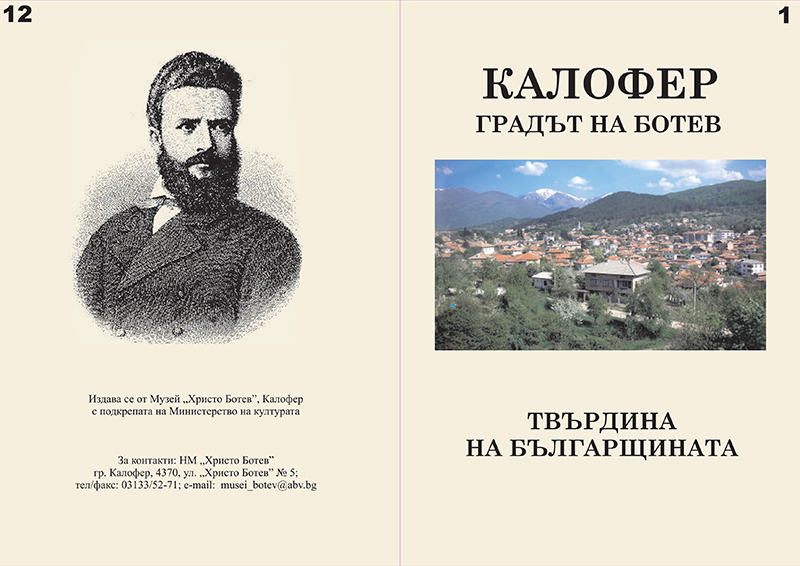 12
Издава се от Музей „Христо Ботев”, Калофер
с подкрепата на Министерство на културата
За контакти: НМ „Христо Ботев”
гр. Калофер, 4370, ул. „Христо Ботев” № 5;
тел/факс: 03133/52-71; e-mail: musei_botev@abv.bg
1
КАЛОФЕР
ГРАДЪТ НА БОТЕВ
ТВЪРДИНА
НА БЪЛГАРЩИНАТА